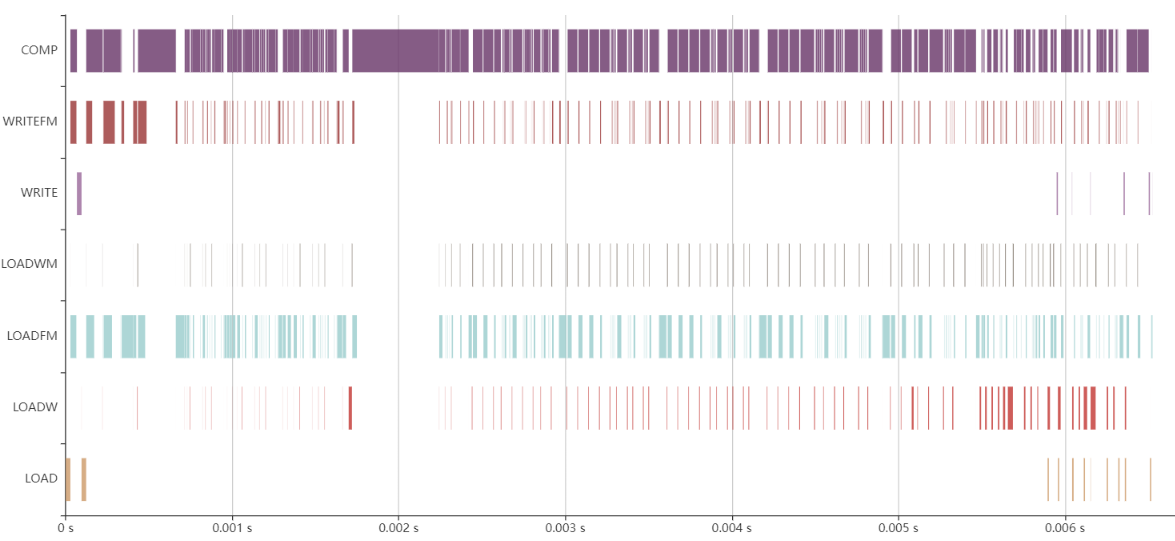 COMP
WRITEFM
WRITE
LOADWM
LOADFM
LOADW
LOAD
0 s 0.001 s 0.002 s 0.003 s 0.004 s 0.005 s 0.006 s